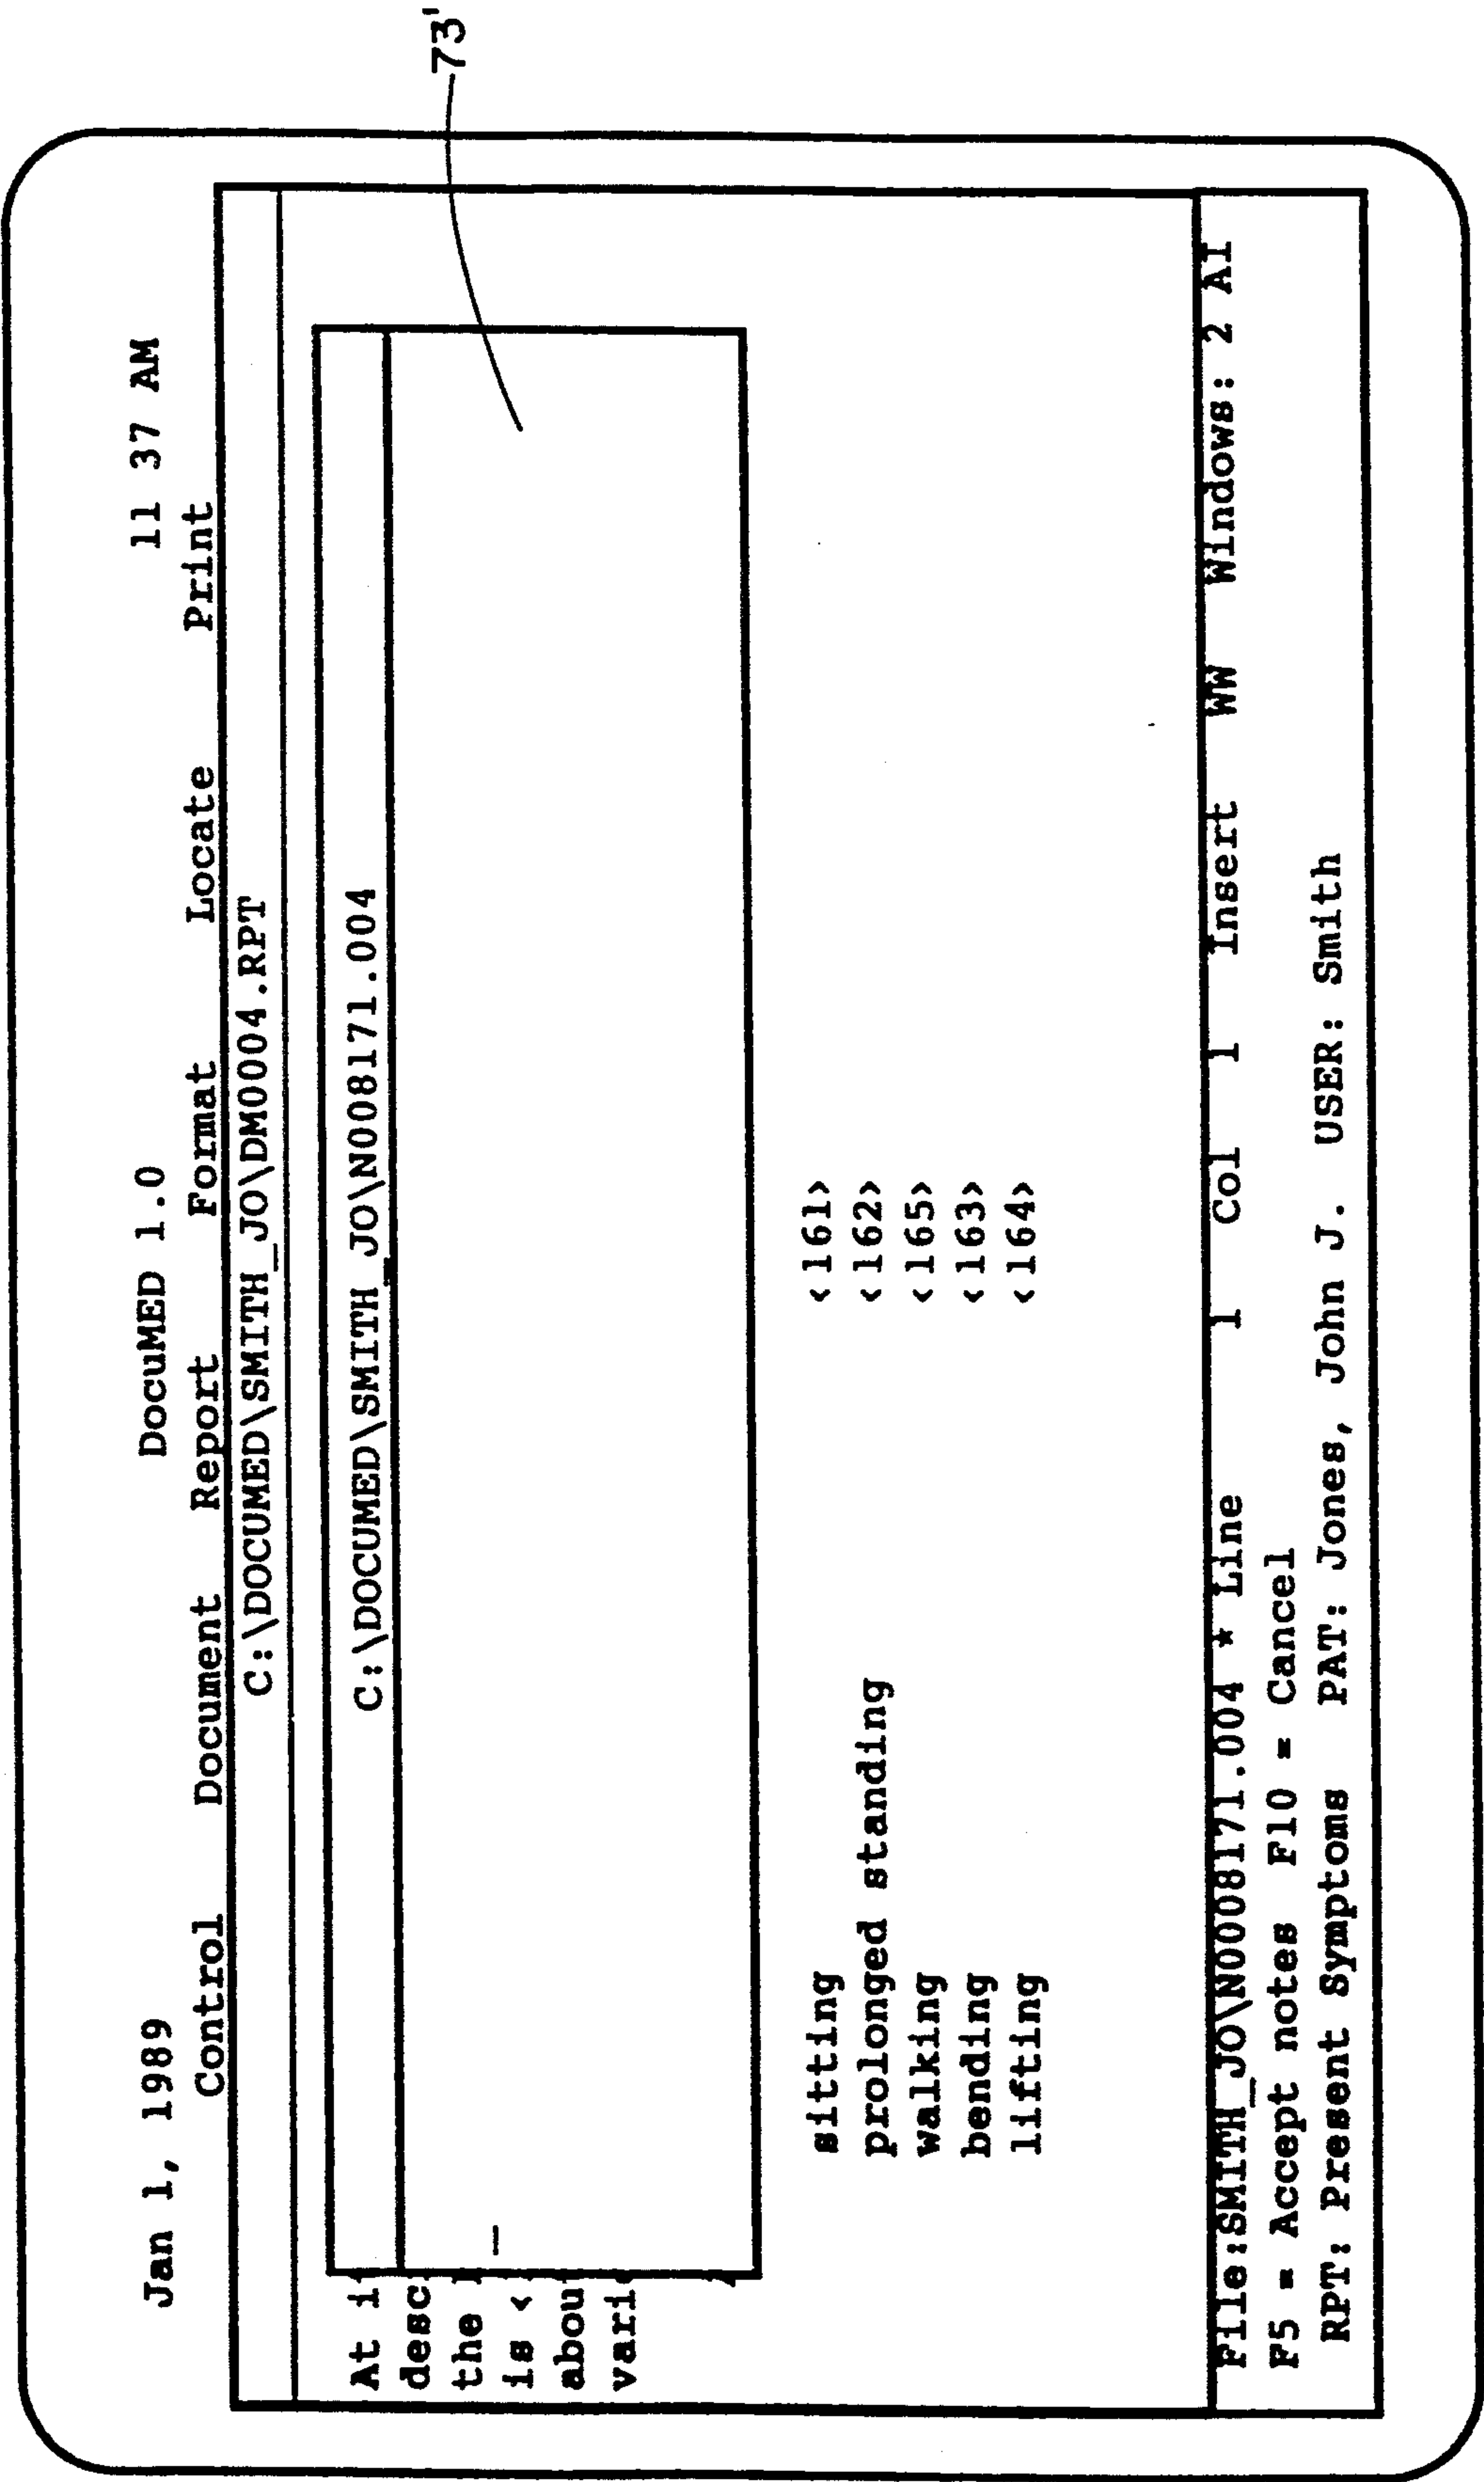 Jan 1, 1989 DocuMED 1.0 11 37 AM
Control Document Report Format Locate Print
C:\DOCUMED\SMITH_JO\DM0004.RPT
73'
C:\DOCUMED\SMITH_JO\N008171.004
At i
desc
the
is <
abou
vari
sitting <161>
prolonged standing <162>
walking <165>
bending <163>
lifting <164>
File:SMITH_JO\N0008171.004 * Line 1 Col 1 Insert WW Windows: 2 AI
F5 = Accept notes F10 = Cancel
RPT: Present Symptoms PAT: Jones, John J. USER: Smith